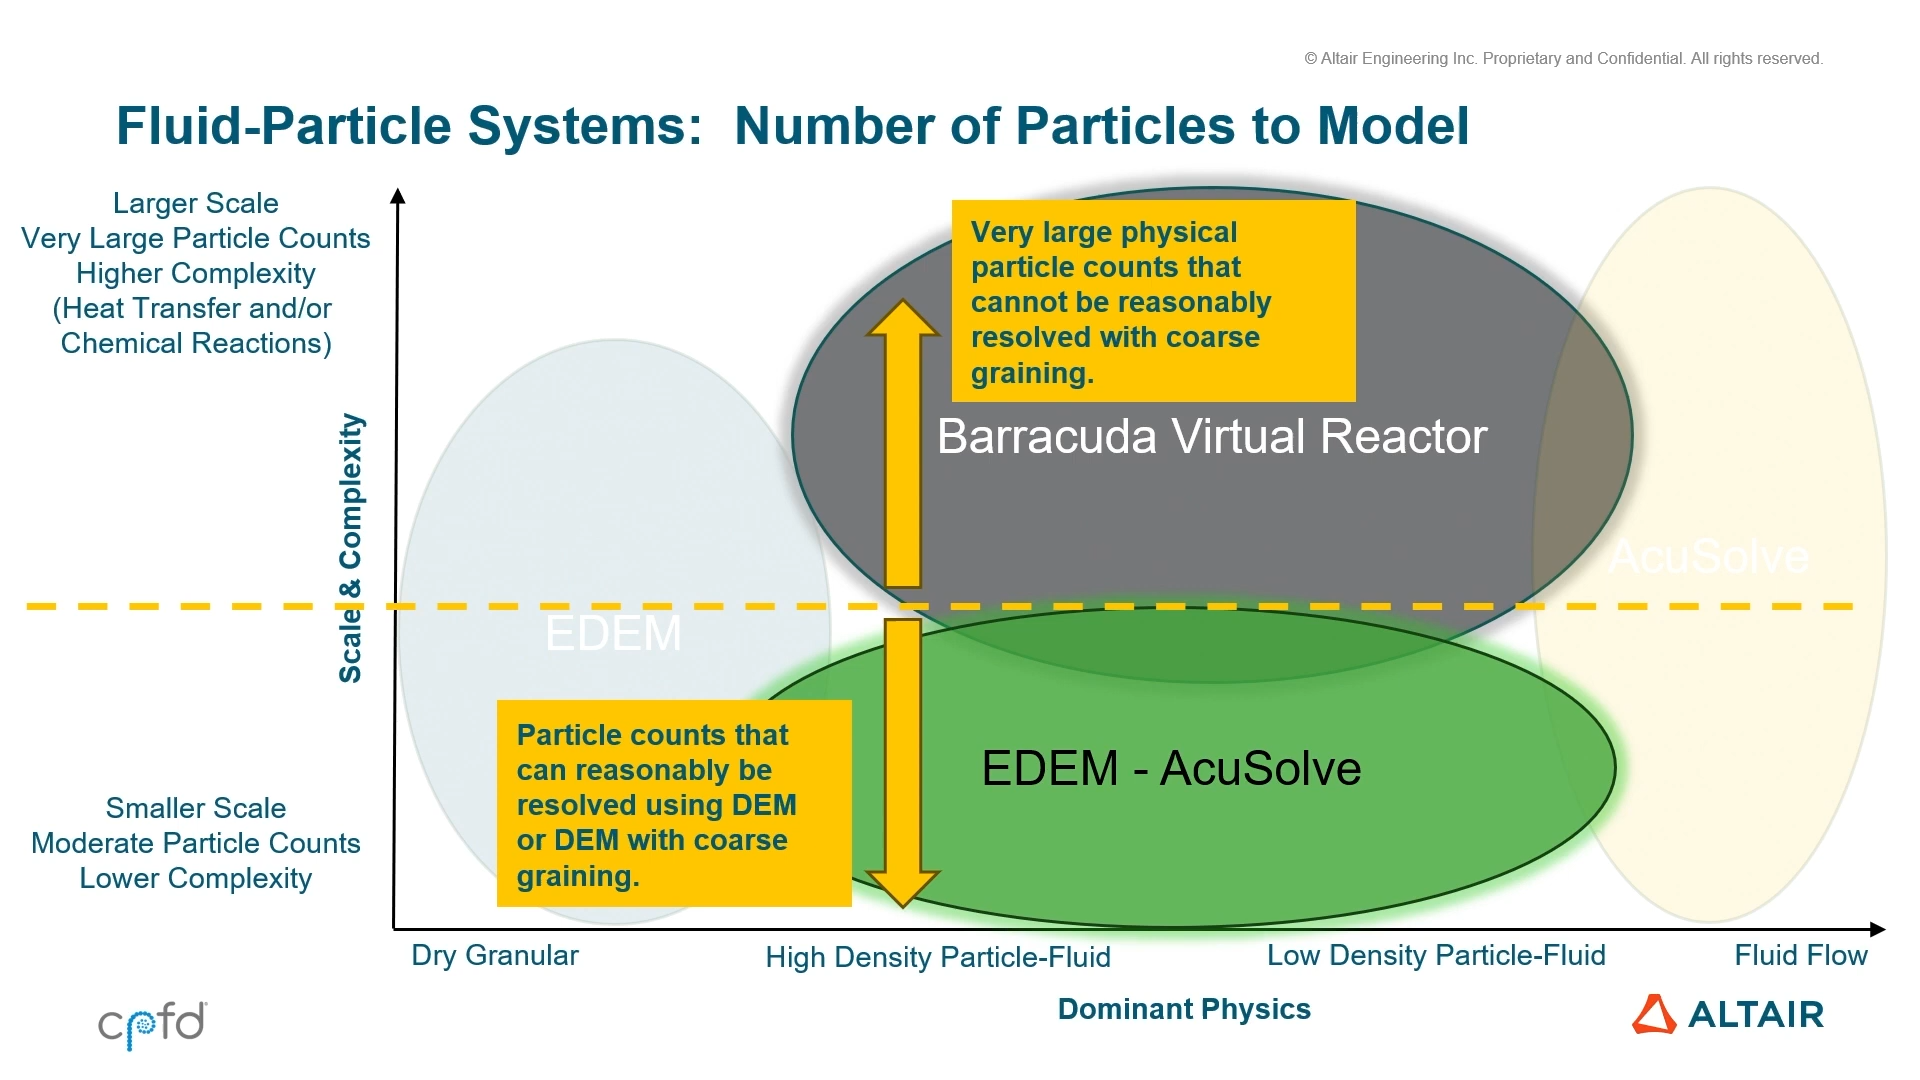 © Altair Engineering Inc. Proprietary and Confidential. All rights reserved.
Fluid-Particle Systems:  Number of Particles to Model
Larger Scale
Very Large Particle Counts
Higher Complexity
(Heat Transfer and/or
Chemical Reactions)
Very large physical
particle counts that
cannot be reasonably
resolved with coarse
graining.
Barracuda Virtual Reactor
AcuSolve
Scale & Complexity
EDEM
Particle counts that
can reasonably be
resolved using DEM
or DEM with coarse
graining.
EDEM - AcuSolve
Smaller Scale
Moderate Particle Counts
Lower Complexity
Dry Granular
High Density Particle-Fluid
Low Density Particle-Fluid
Fluid Flow
Dominant Physics
cpfd
ALTAIR